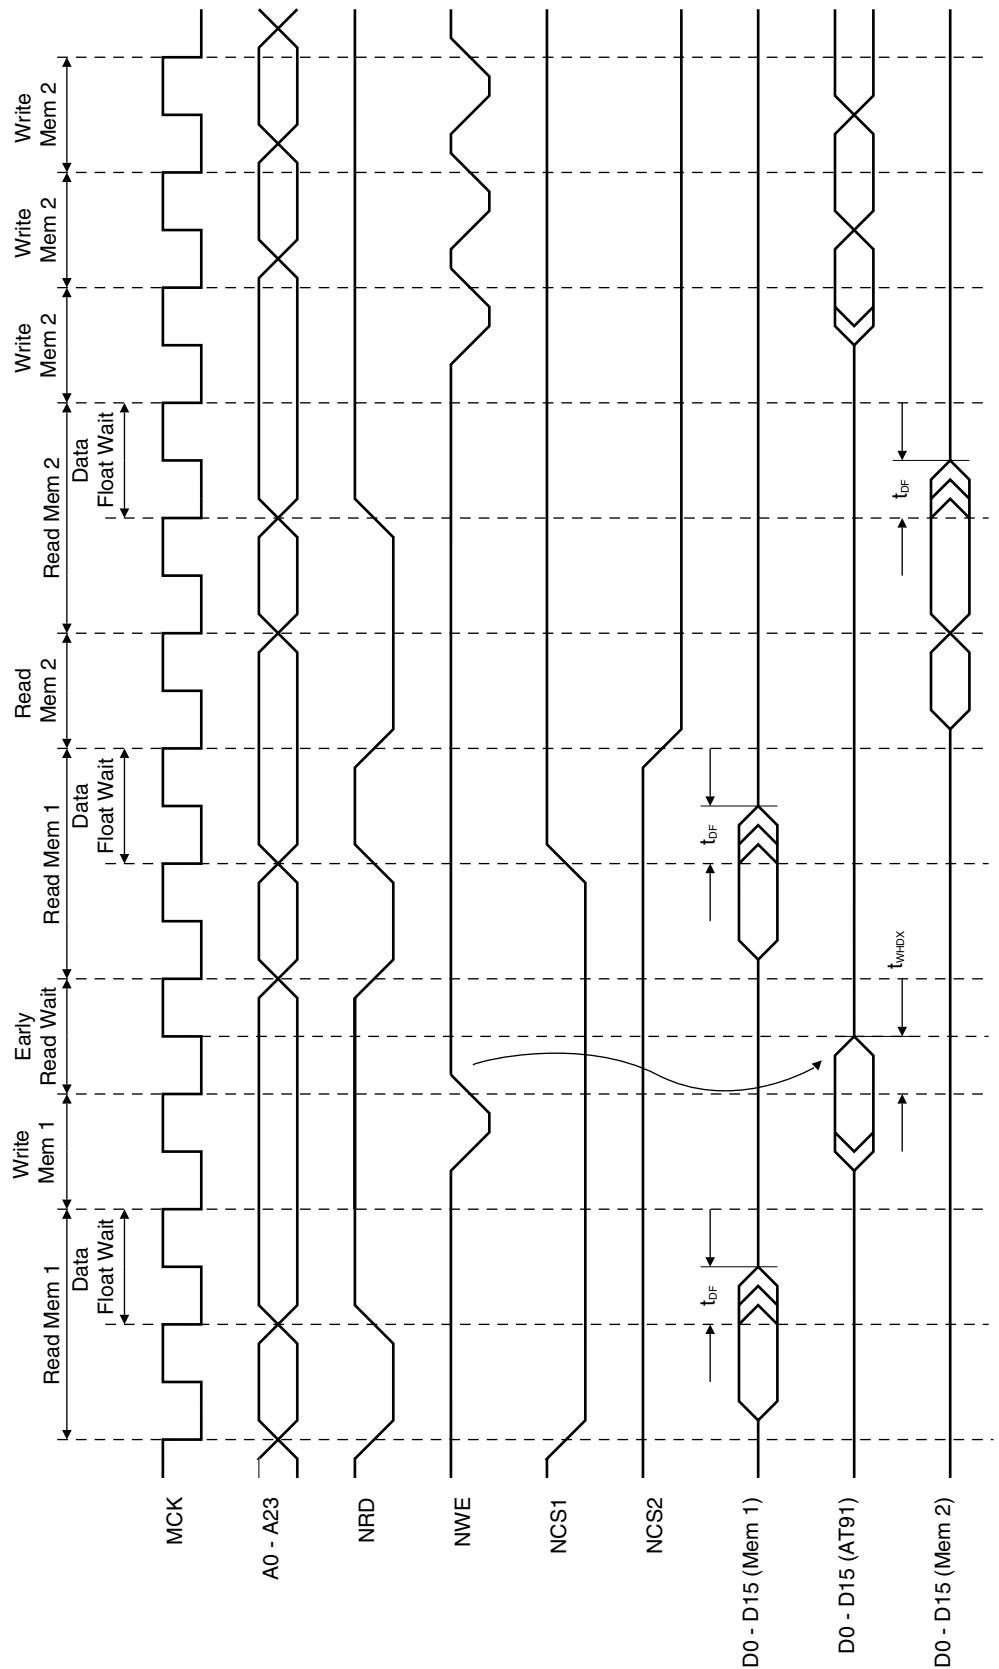 Read Mem 1
Write
Mem 1
Early
Read Wait
Read Mem 1
Read
Mem 2
Read Mem 2
Write
Mem 2
Write
Mem 2
Write
Mem 2
Data
Float Wait
Data
Float Wait
Data
Float Wait
MCK
A0 - A23
NRD
NWE
NCS1
NCS2
D0 - D15 (Mem 1)
tDF
tDF
D0 - D15 (AT91)
tWHDX
D0 - D15 (Mem 2)
tDF